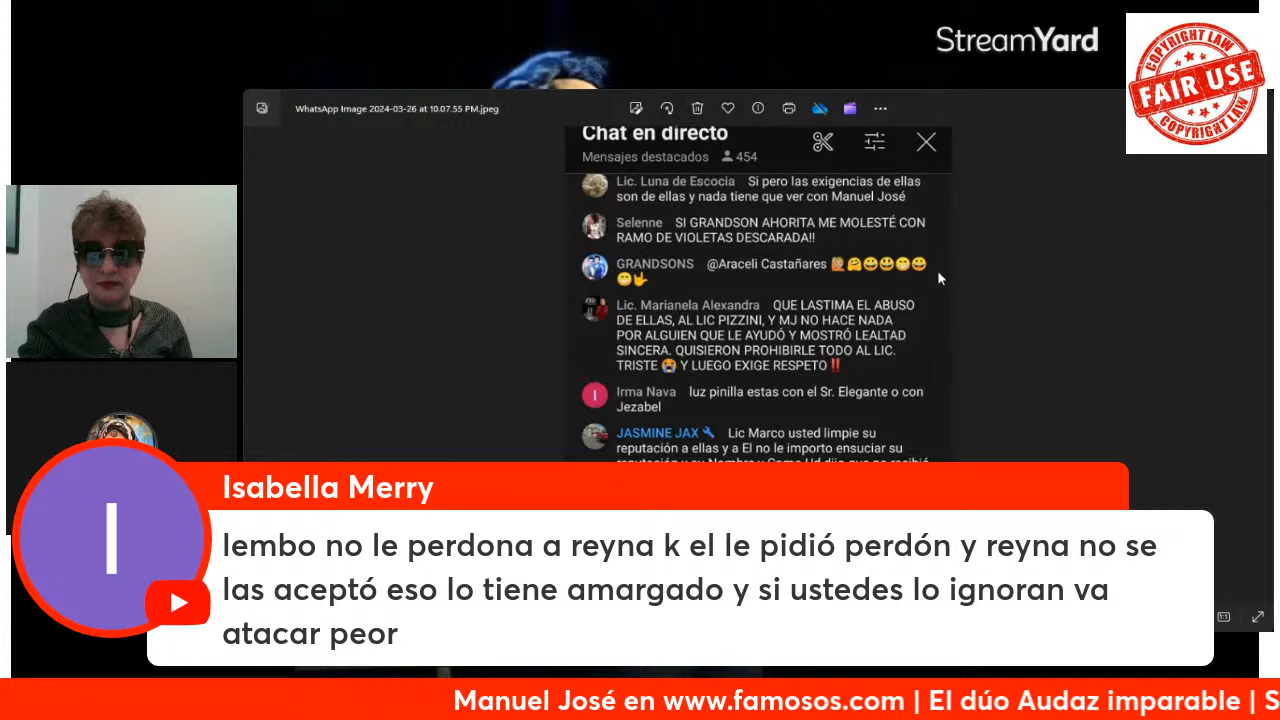 StreamYard
COPYRIGHT LAW
FAIR USE
COPYRIGHT LAW
WhatsApp Image 2024-03-26 at 10.07.55 PM.jpeg
Chat en directo
Mensajes destacados 454
Lic. Luna de Escocia Si pero las exigencias de ellas
son de ellas y nada tiene que ver con Manuel José
Selenne SI GRANDSON AHORITA ME MOLESTÉ CON
RAMO DE VIOLETAS DESCARADA!!
GRANDSONS @Araceli Castañares 🙋🏼🤗😃😃😁😀
😁🤟
Lic. Marianela Alexandra QUE LASTIMA EL ABUSO
DE ELLAS, AL LIC PIZZINI, Y MJ NO HACE NADA
POR ALGUIEN QUE LE AYUDÓ Y MOSTRÓ LEALTAD
SINCERA. QUISIERON PROHIBIRLE TODO AL LIC.
TRISTE 😭 Y LUEGO EXIGE RESPETO ‼️
I
Irma Nava luz pinilla estas con el Sr. Elegante o con
Jezabel
JASMINE JAX 🔧 Lic Marco usted limpie su
reputación a ellas y a El no le importo ensuciar su
I
Isabella Merry
lembo no le perdona a reyna k el le pidió perdón y reyna no se
las aceptó eso lo tiene amargado y si ustedes lo ignoran va
atacar peor
1:1
Manuel José en www.famosos.com | El dúo Audaz imparable | S